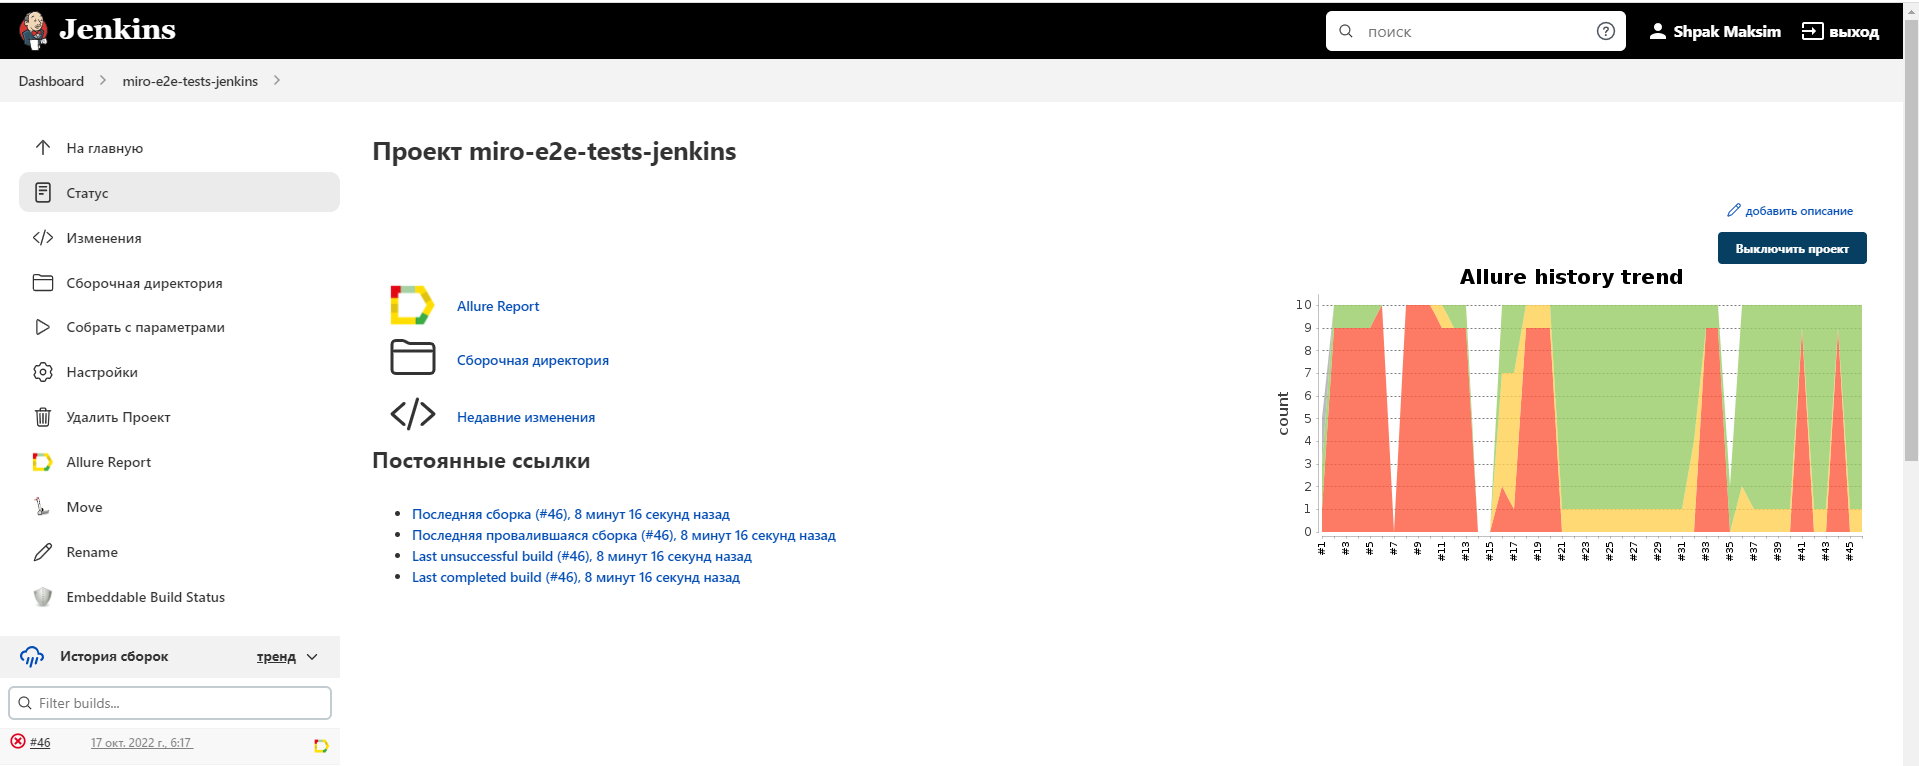 Jenkins
поиск
Shpak Maksim
выход
Dashboard
miro-e2e-tests-jenkins
На главную
Статус
Изменения
Сборочная директория
Собрать с параметрами
Настройки
Удалить Проект
Allure Report
Move
Rename
Embeddable Build Status
История сборок
тренд
Filter builds...
#46
17 окт. 2022 г., 6:17
Проект miro-e2e-tests-jenkins
добавить описание
Выключить проект
Allure Report
Сборочная директория
Недавние изменения
Постоянные ссылки
Последняя сборка (#46), 8 минут 16 секунд назад
Последняя провалившаяся сборка (#46), 8 минут 16 секунд назад
Last unsuccessful build (#46), 8 минут 16 секунд назад
Last completed build (#46), 8 минут 16 секунд назад
Allure history trend
count
10
9
8
7
6
5
4
3
2
1
0
#1
#3
#5
#7
#9
#11
#13
#15
#17
#19
#21
#23
#25
#27
#29
#31
#33
#35
#37
#39
#41
#43
#45